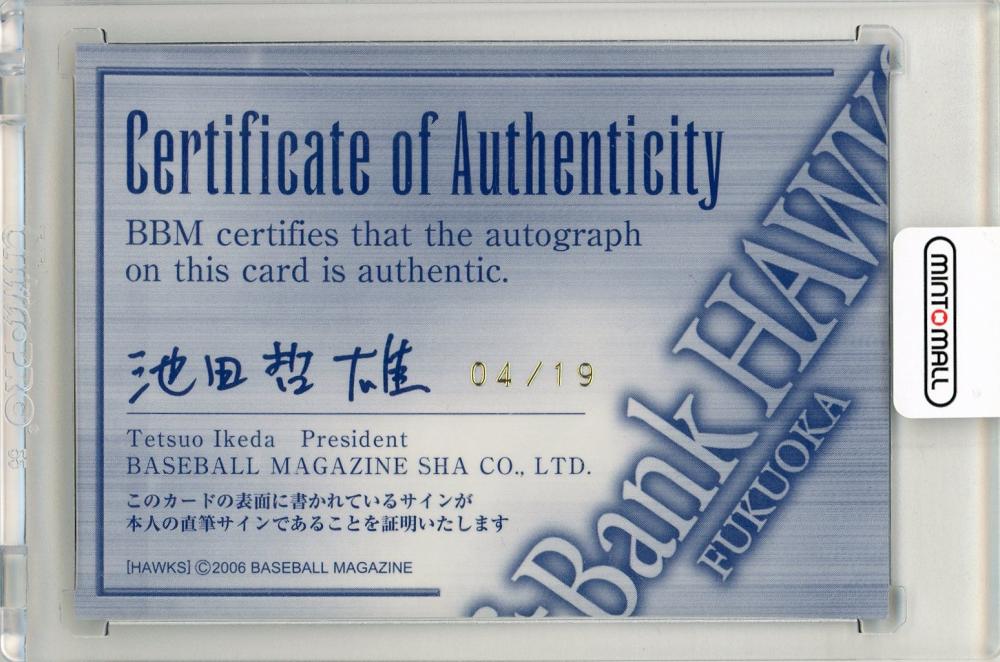 Certificate of Authenticity
BBM certifies that the autograph
on this card is authentic.
池田哲雄 04/19
Tetsuo Ikeda President
BASEBALL MAGAZINE SHA CO., LTD.
このカードの表面に書かれているサインが
本人の直筆サインであることを証明いたします
[HAWKS] ©2006 BASEBALL MAGAZINE
Bank HAWK
FUKUOKA
MINTOMALL